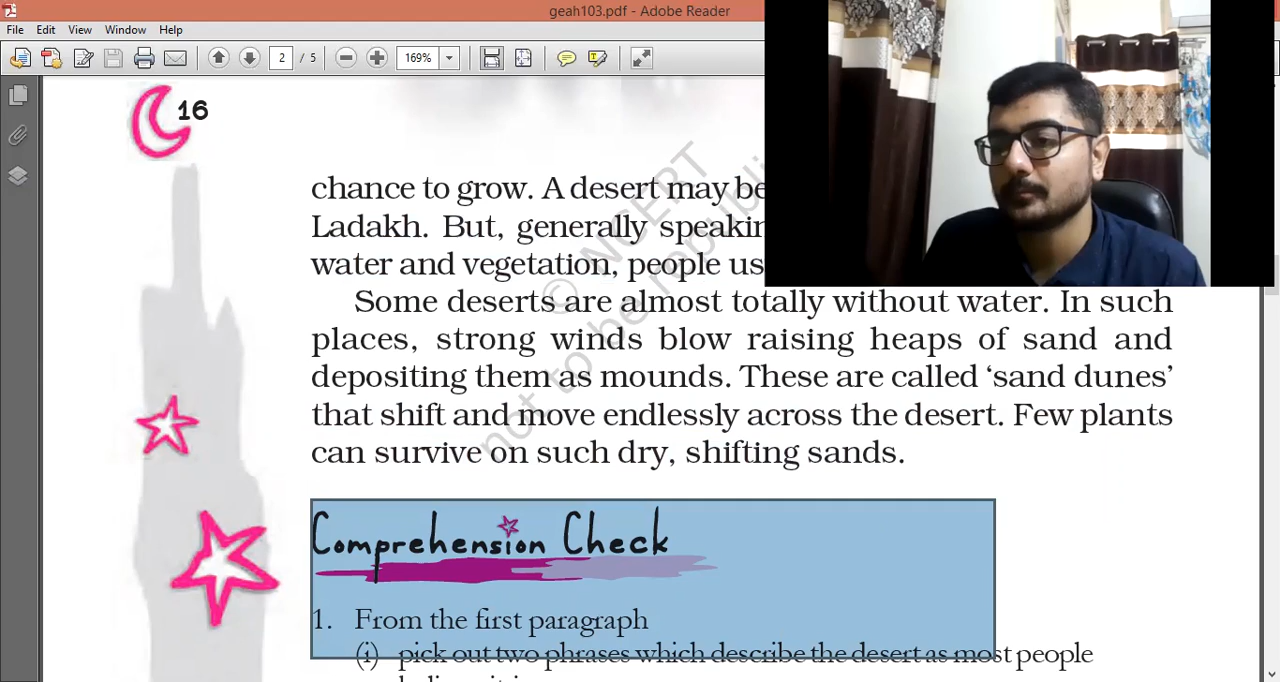 geah103.pdf - Adobe Reader
File Edit View Window Help
2 / 5 169%
16
chance to grow. A desert may be
Ladakh. But, generally
water and vegetation, people
Some deserts are almost totally without water. In such
places, strong winds blow raising heaps of sand and
depositing them as mounds. These are called ‘sand dunes’
that shift and move endlessly across the desert. Few plants
can survive on such dry, shifting sands.
© NCERT
not to be
Comprehension Check
1. From the first paragraph
(i) pick out two phrases which describe the desert as most people